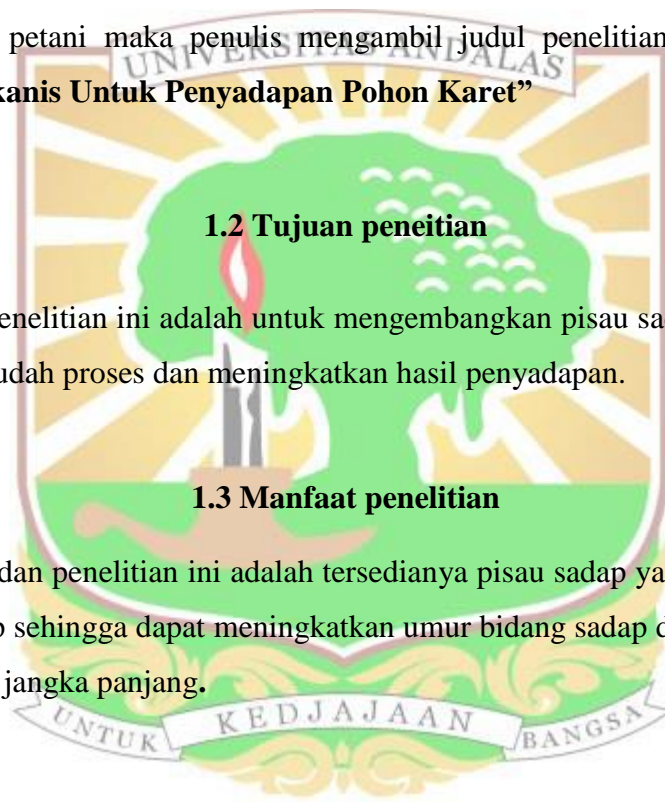 petani maka penulis mengambil judul penelitian
UNIVERSITAS ANDALAS
kanis Untuk Penyadapan Pohon Karet”
1.2 Tujuan peneitian
enelitian ini adalah untuk mengembangkan pisau sad
udah proses dan meningkatkan hasil penyadapan.
1.3 Manfaat penelitian
dan penelitian ini adalah tersedianya pisau sadap ya
sehingga dapat meningkatkan umur bidang sadap d
jangka panjang.
UNTUK KEDJAJAAN BANGSA